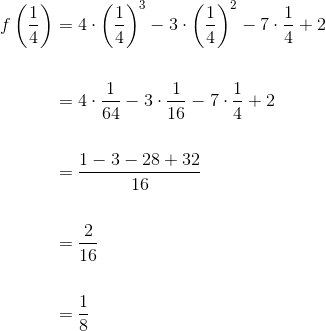 f(1/4) = 4 · (1/4)³ − 3 · (1/4)² − 7 · 1/4 + 2
= 4 · 1/64 − 3 · 1/16 − 7 · 1/4 + 2
= (1 − 3 − 28 + 32)/16
= 2/16
= 1/8